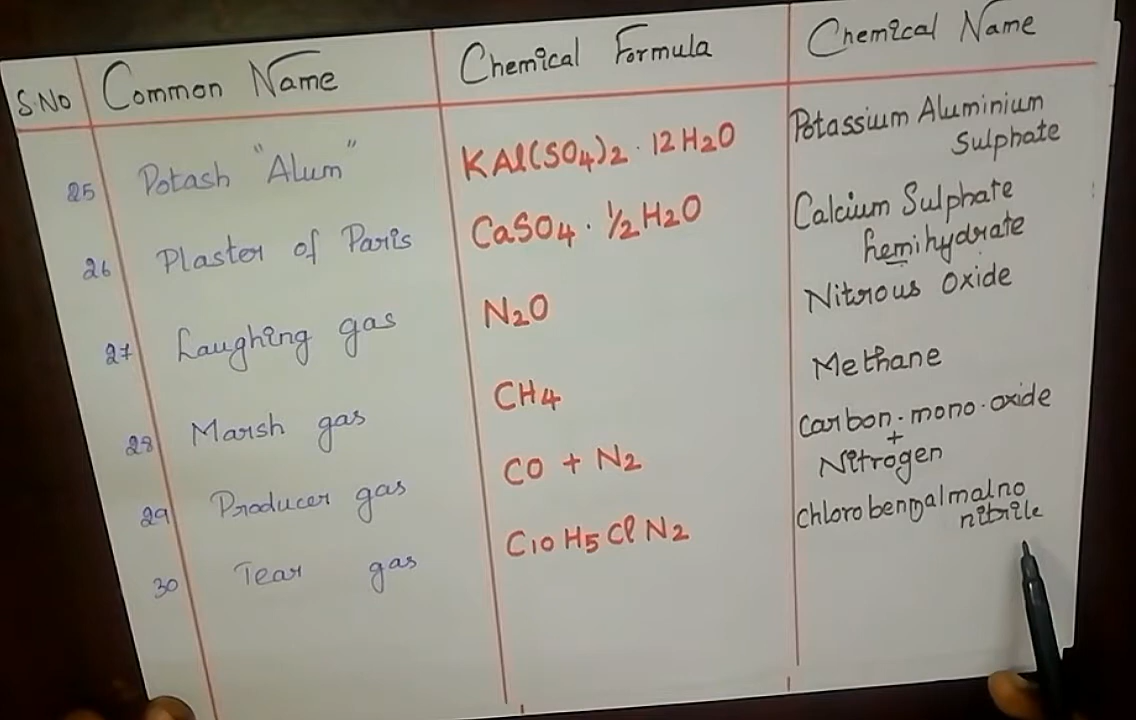 S.No Common Name Chemical Formula Chemical Name
25 Potash "Alum" KAl(SO4)2 . 12H2O Potassium Aluminium
Sulphate
26 Plaster of Paris CaSO4 . 1/2H2O Calcium Sulphate
hemihydrate
27 Laughing gas N2O Nitrous Oxide
28 Marsh gas CH4 Methane
29 Producer gas CO + N2 Carbon-mono-oxide
+
Nitrogen
30 Tear gas C10H5ClN2 Chlorobenzalmalno
nitrile